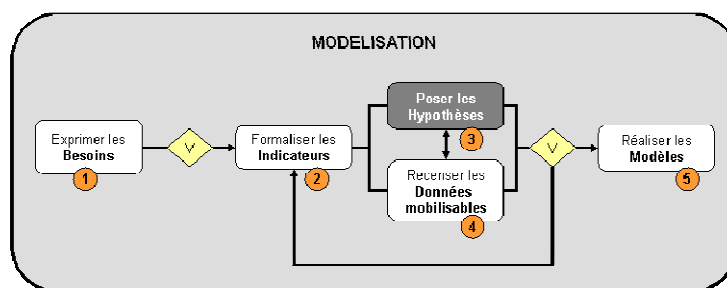 MODELISATION
Exprimer les
Besoins
1
V
Formaliser les
Indicateurs
2
Poser les
Hypothèses
3
Recenser les
Données
mobilisables
4
V
Réaliser les
Modèles
5